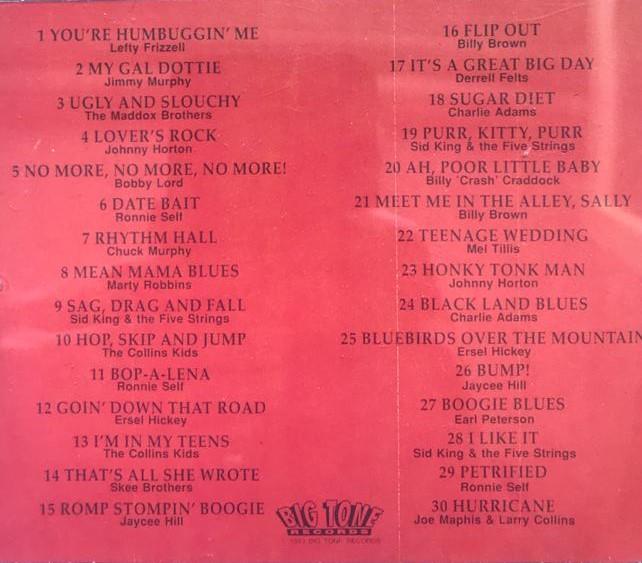 1 YOU'RE HUMBUGGIN' ME
Lefty Frizzell
2 MY GAL DOTTIE
Jimmy Murphy
3 UGLY AND SLOUCHY
The Maddox Brothers
4 LOVER'S ROCK
Johnny Horton
5 NO MORE, NO MORE, NO MORE!
Bobby Lord
6 DATE BAIT
Ronnie Self
7 RHYTHM HALL
Chuck Murphy
8 MEAN MAMA BLUES
Marty Robbins
9 SAG, DRAG AND FALL
Sid King & the Five Strings
10 HOP, SKIP AND JUMP
The Collins Kids
11 BOP-A-LENA
Ronnie Self
12 GOIN' DOWN THAT ROAD
Ersel Hickey
13 I'M IN MY TEENS
The Collins Kids
14 THAT'S ALL SHE WROTE
Skee Brothers
15 ROMP STOMPIN' BOOGIE
Jaycee Hill
16 FLIP OUT
Billy Brown
17 IT'S A GREAT BIG DAY
Derrell Felts
18 SUGAR DIET
Charlie Adams
19 PURR, KITTY, PURR
Sid King & the Five Strings
20 AH, POOR LITTLE BABY
Billy 'Crash' Craddock
21 MEET ME IN THE ALLEY, SALLY
Billy Brown
22 TEENAGE WEDDING
Mel Tillis
23 HONKY TONK MAN
Johnny Horton
24 BLACK LAND BLUES
Charlie Adams
25 BLUEBIRDS OVER THE MOUNTAIN
Ersel Hickey
26 BUMP!
Jaycee Hill
27 BOOGIE BLUES
Earl Peterson
28 I LIKE IT
Sid King & the Five Strings
29 PETRIFIED
Ronnie Self
30 HURRICANE
Joe Maphis & Larry Collins
BIG TONE
RECORDS
BIG TONE RECORDS